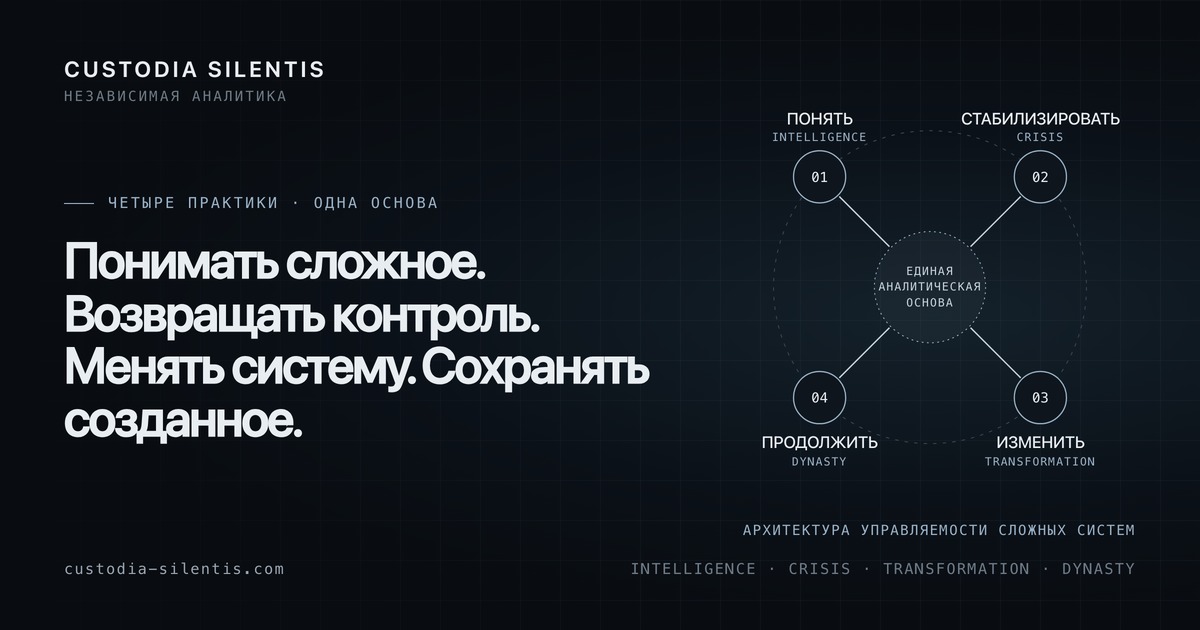 CUSTODIA SILENTIS
НЕЗАВИСИМАЯ АНАЛИТИКА
ЧЕТЫРЕ ПРАКТИКИ · ОДНА ОСНОВА
Понимать сложное.
Возвращать контроль.
Менять систему. Сохранять
созданное.
ПОНЯТЬ
INTELLIGENCE
01
СТАБИЛИЗИРОВАТЬ
CRISIS
02
ЕДИНАЯ
АНАЛИТИЧЕСКАЯ
ОСНОВА
04
ПРОДОЛЖИТЬ
DYNASTY
03
ИЗМЕНИТЬ
TRANSFORMATION
АРХИТЕКТУРА УПРАВЛЯЕМОСТИ СЛОЖНЫХ СИСТЕМ
custodia-silentis.com
INTELLIGENCE · CRISIS · TRANSFORMATION · DYNASTY